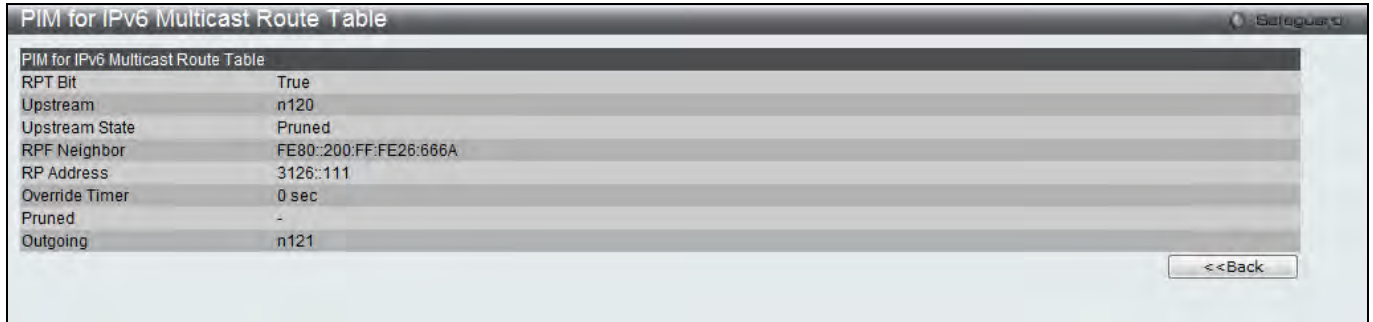 PIM for IPv6 Multicast Route Table
Safeguard
PIM for IPv6 Multicast Route Table
RPT Bit True
Upstream n120
Upstream State Pruned
RPF Neighbor FE80::200:FF:FE26:666A
RP Address 3126::111
Override Timer 0 sec
Pruned -
Outgoing n121
<<Back